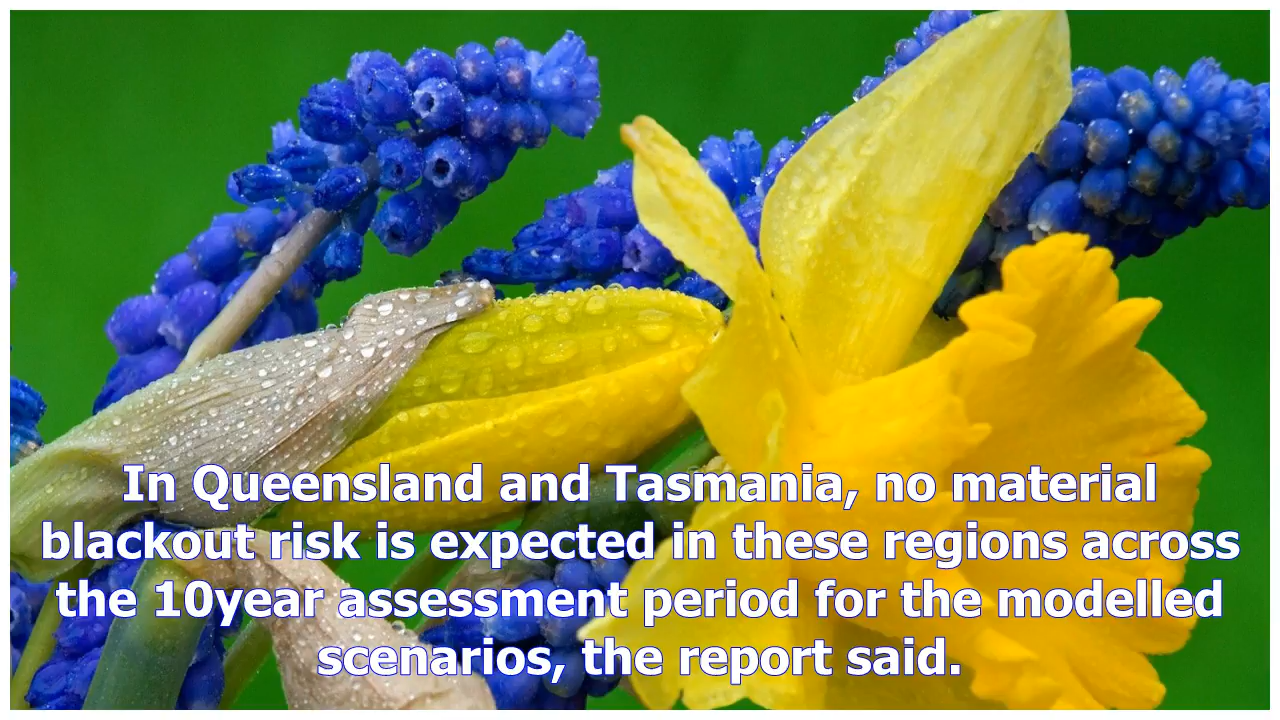 In Queensland and Tasmania, no material
blackout risk is expected in these regions across
the 10year assessment period for the modelled
scenarios, the report said.